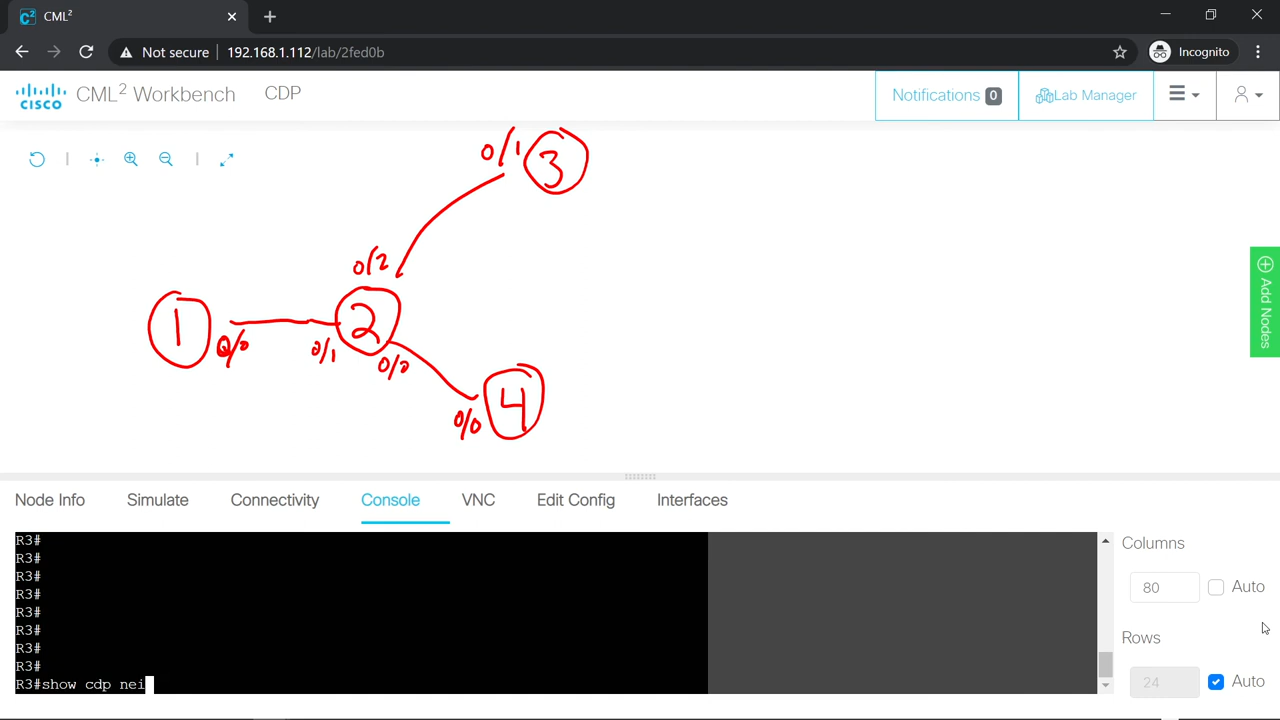 CML²
Not secure
192.168.1.112/lab/2fed0b
Incognito
CISCO
CML² Workbench
CDP
Notifications 0
Lab Manager
0/1
3
0/2
1
2
0/0
0/1
0/0
4
0/0
Add Nodes
Node Info
Simulate
Connectivity
Console
VNC
Edit Config
Interfaces
R3#
R3#
R3#
R3#
R3#
R3#
R3#
R3#
R3#show cdp nei
Columns
80
Auto
Rows
24
Auto